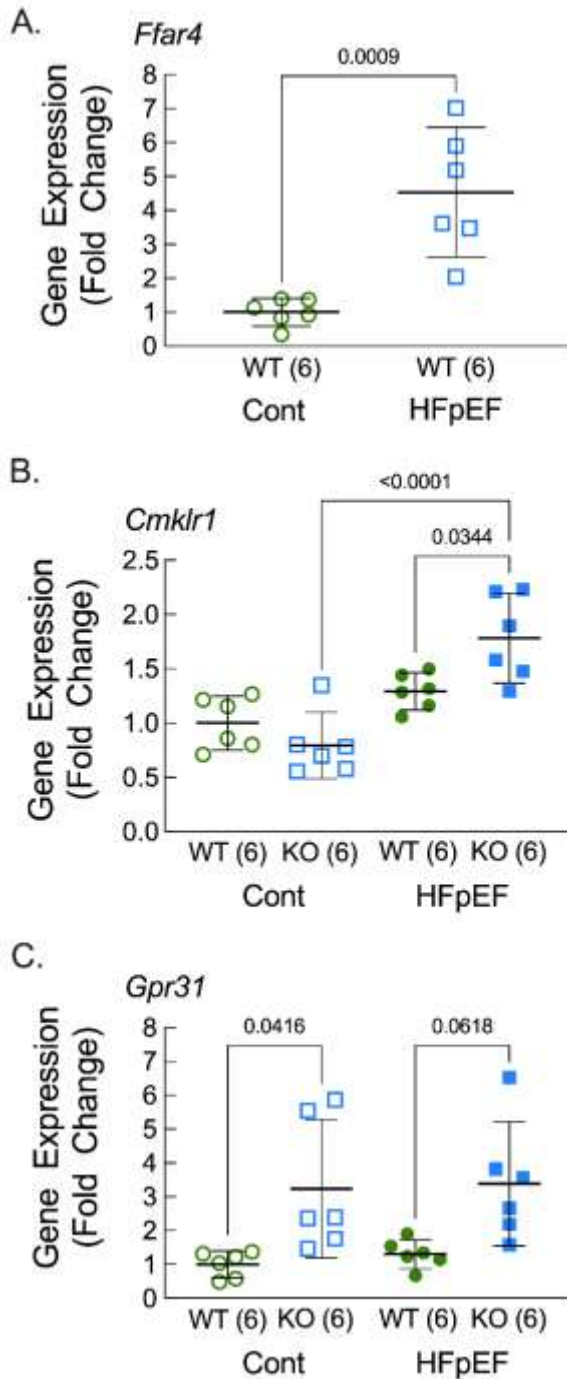 A.
Ffar4
0.0009
Gene Expression
(Fold Change)
8
7
6
5
4
3
2
1
0
WT (6) WT (6)
Cont HFpEF
B.
<0.0001
Cmklr1
0.0344
Gene Expression
(Fold Change)
2.5
2.0
1.5
1.0
0.5
0.0
WT (6) KO (6) WT (6) KO (6)
Cont HFpEF
C.
Gpr31
0.0416 0.0618
Gene Expression
(Fold Change)
8
7
6
5
4
3
2
1
0
WT (6) KO (6) WT (6) KO (6)
Cont HFpEF